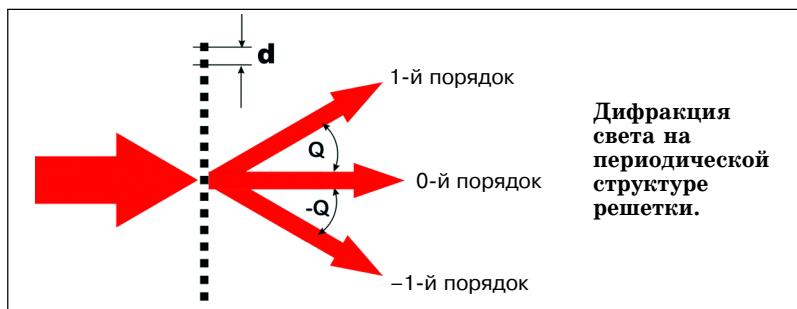 d
1-й порядок
Q
0-й порядок
-Q
–1-й порядок
Дифракция
света на
периодической
структуре
решетки.